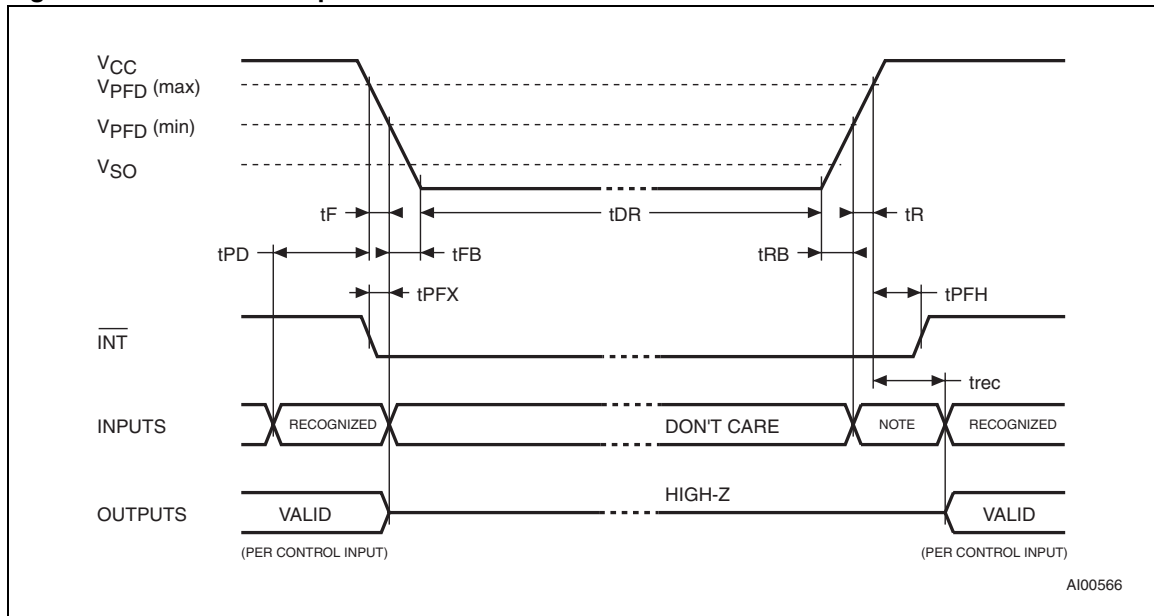 VCC
VPFD (max)
VPFD (min)
VSO
tF
tDR
tR
tPD
tFB
tRB
tPFX
tPFH
INT
trec
INPUTS
RECOGNIZED
DON'T CARE
NOTE
RECOGNIZED
HIGH-Z
OUTPUTS
VALID
VALID
(PER CONTROL INPUT)
(PER CONTROL INPUT)
AI00566